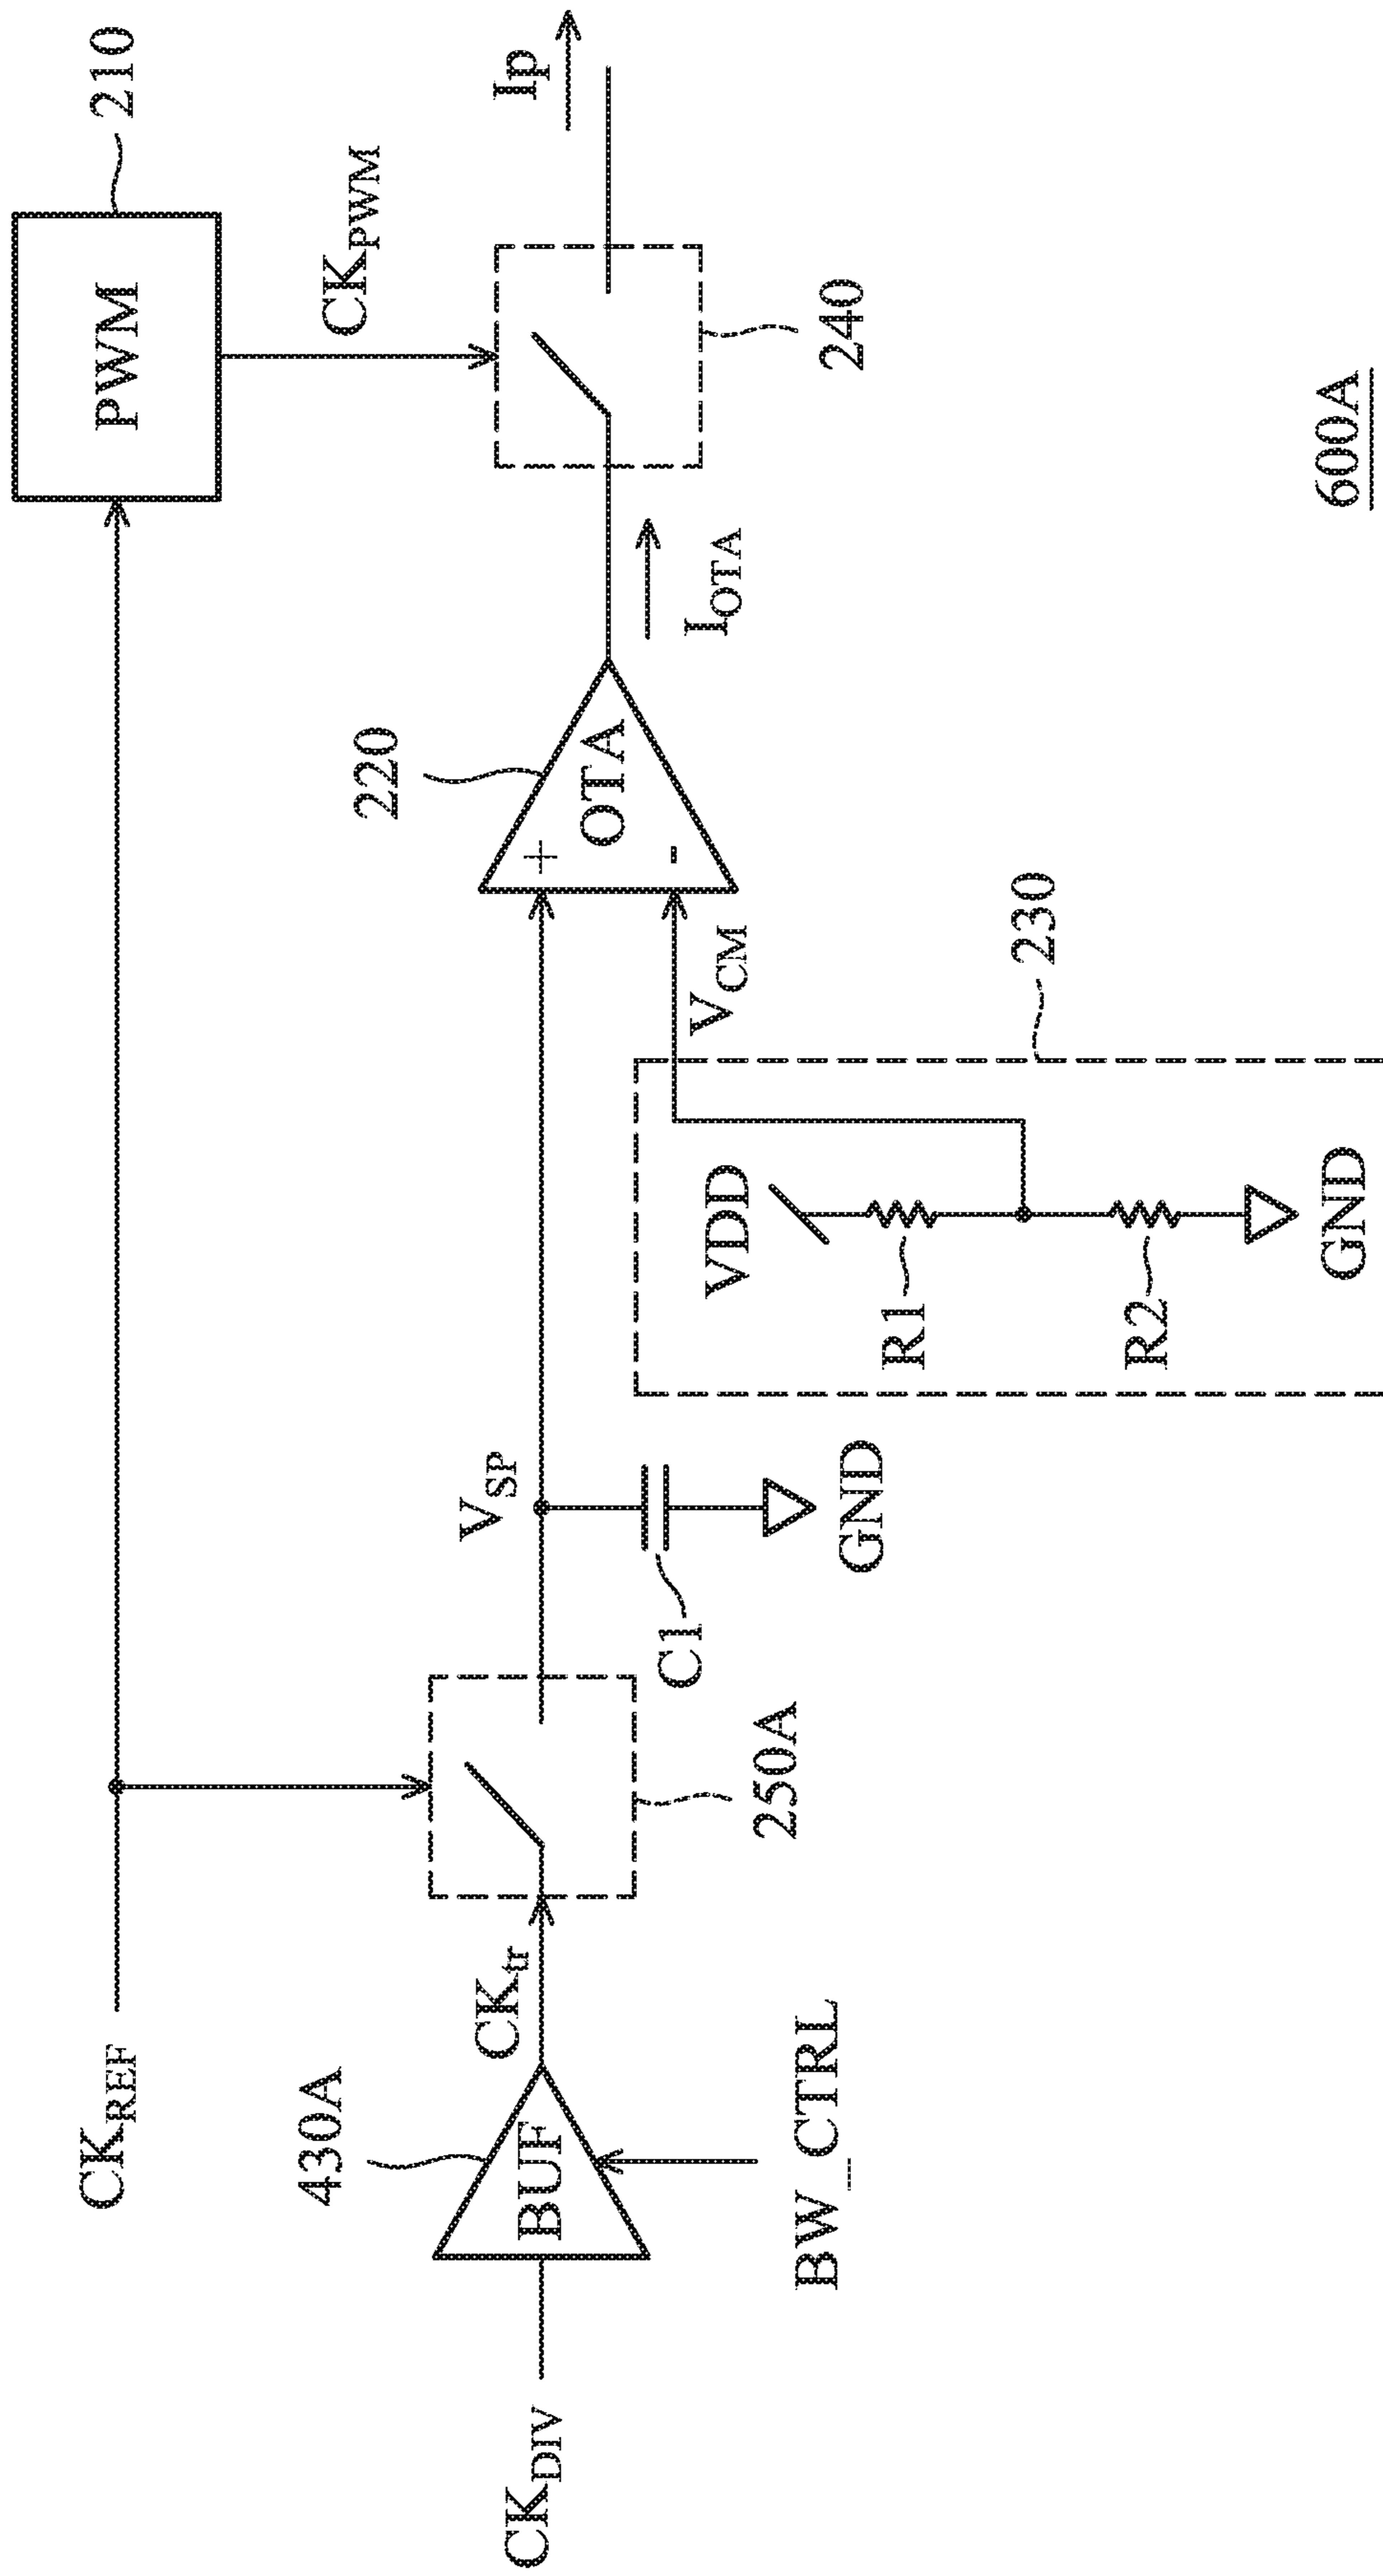 CKREF
210
PWM
CKPWM
Ip
240
220
OTA
+
-
IOTA
VCM
VSP
C1
GND
250A
CKtr
430A
BUF
CKDIV
BW_CTRL
230
VDD
R1
R2
GND
600A